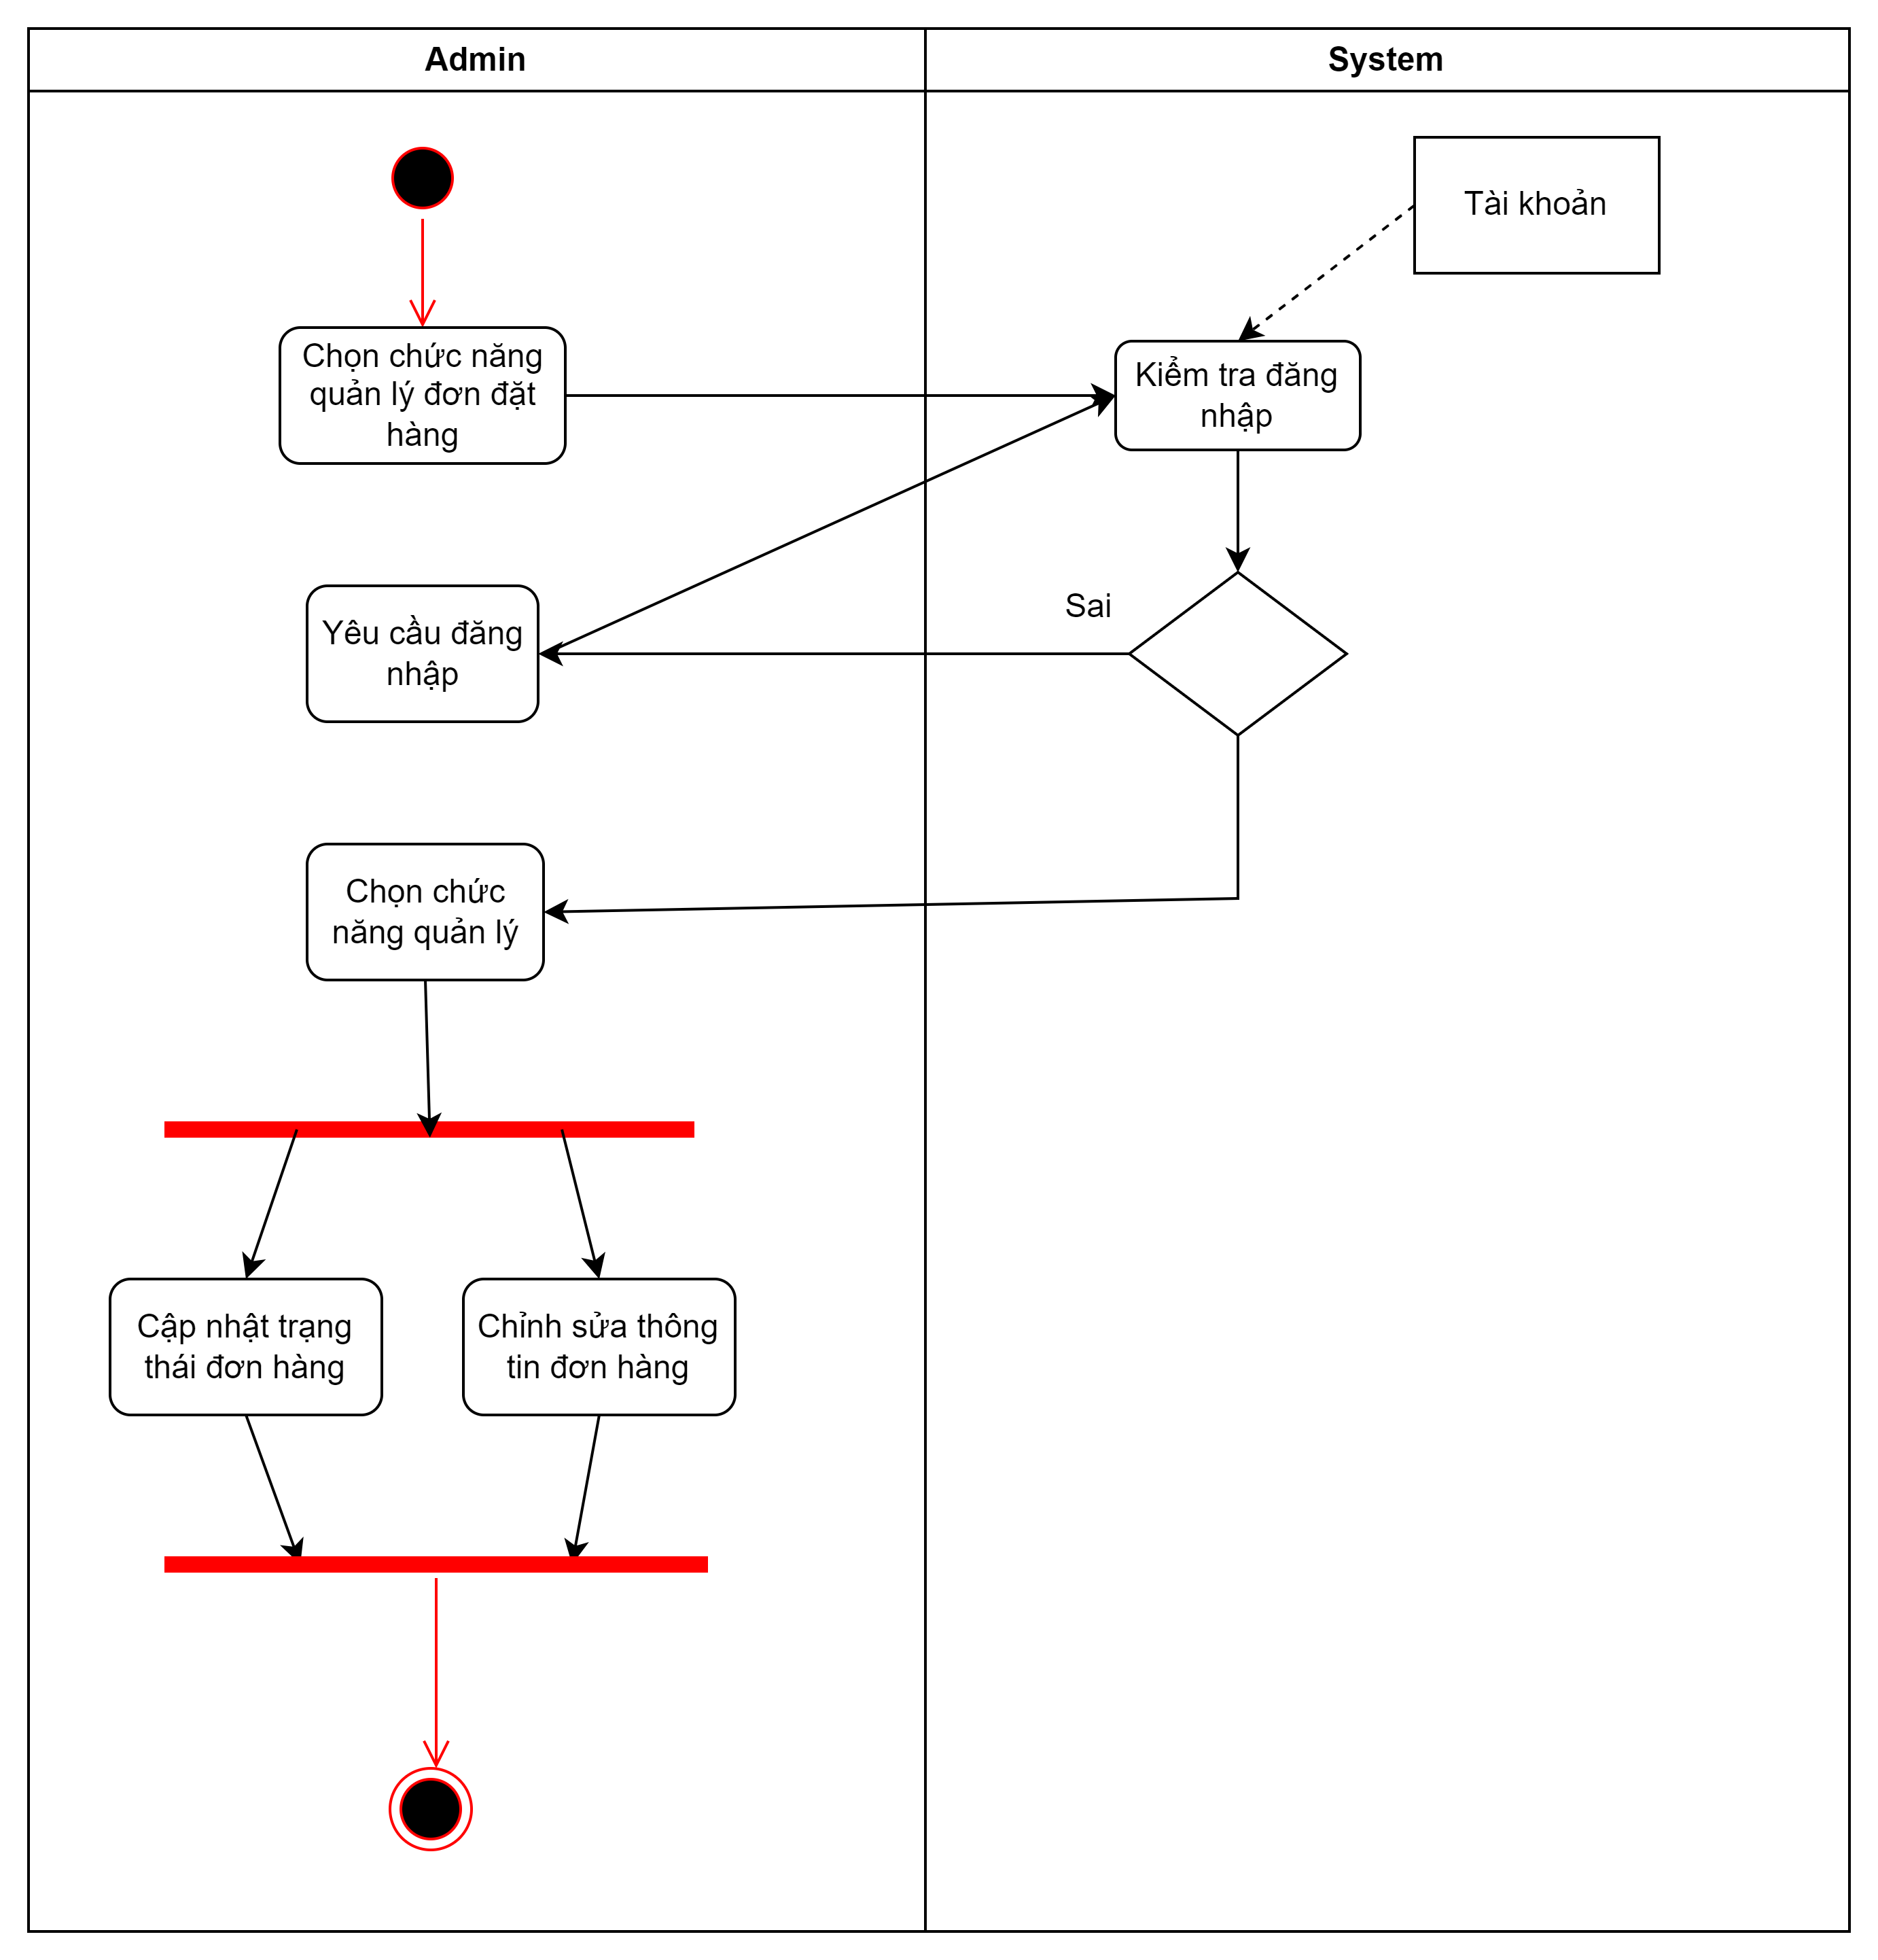 Admin
System
Tài khoản
Chọn chức năng
quản lý đơn đặt
hàng
Kiểm tra đăng
nhập
Sai
Yêu cầu đăng
nhập
Chọn chức
năng quản lý
Cập nhật trạng
thái đơn hàng
Chỉnh sửa thông
tin đơn hàng